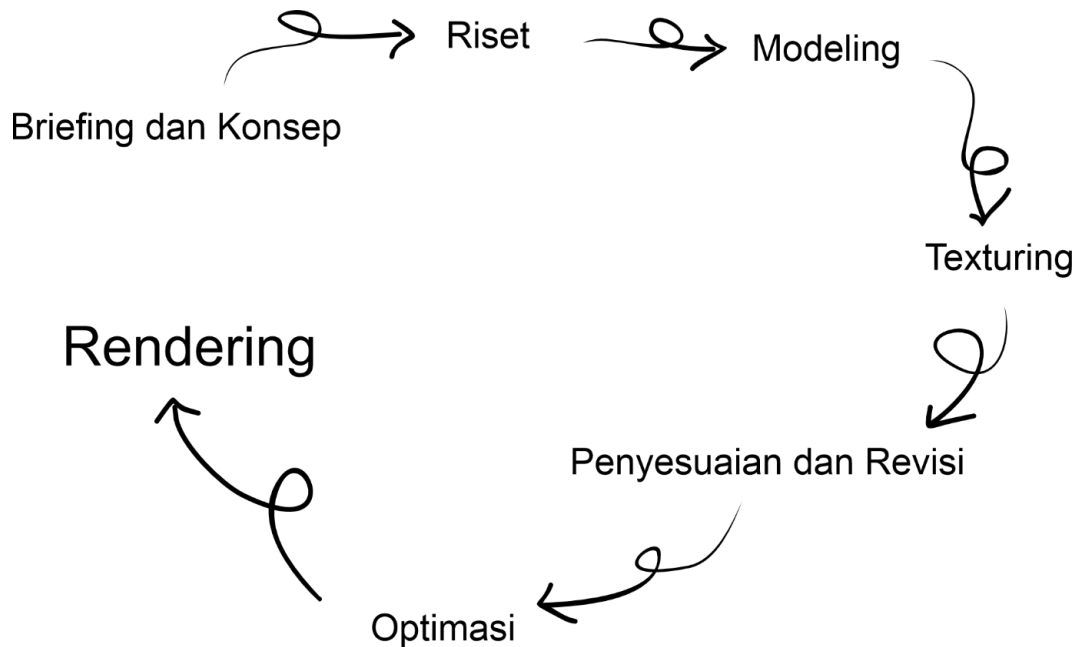 Briefing dan Konsep
Riset
Modeling
Texturing
Penyesuaian dan Revisi
Optimasi
Rendering